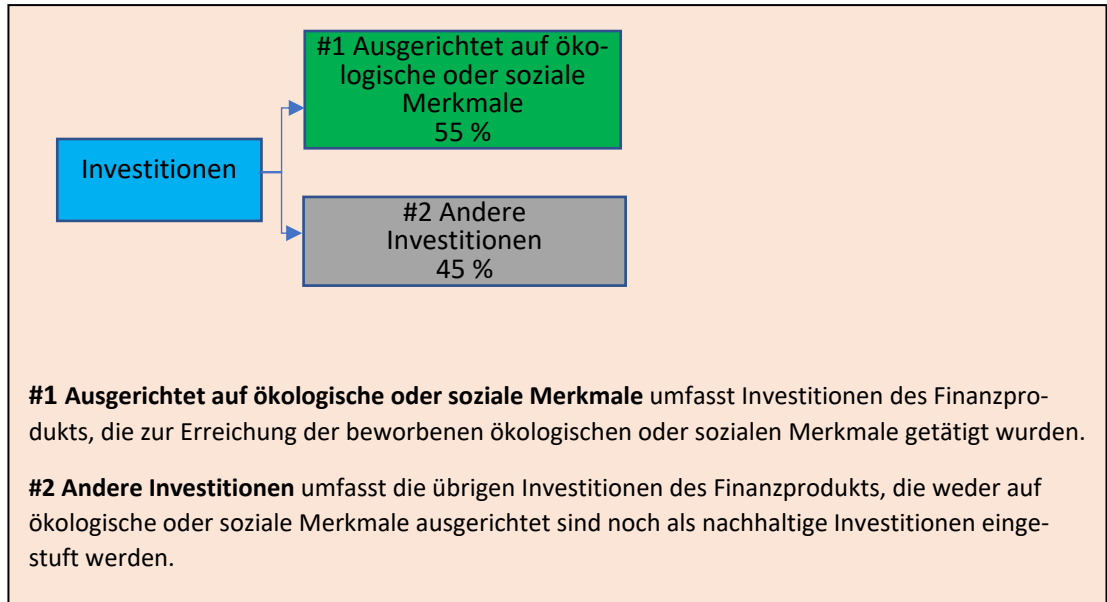 #1 Ausgerichtet auf öko-
logische oder soziale
Merkmale
55 %
Investitionen
#2 Andere
Investitionen
45 %
#1 Ausgerichtet auf ökologische oder soziale Merkmale umfasst Investitionen des Finanzpro-
dukts, die zur Erreichung der beworbenen ökologischen oder sozialen Merkmale getätigt wurden.
#2 Andere Investitionen umfasst die übrigen Investitionen des Finanzprodukts, die weder auf
ökologische oder soziale Merkmale ausgerichtet sind noch als nachhaltige Investitionen einge-
stuft werden.